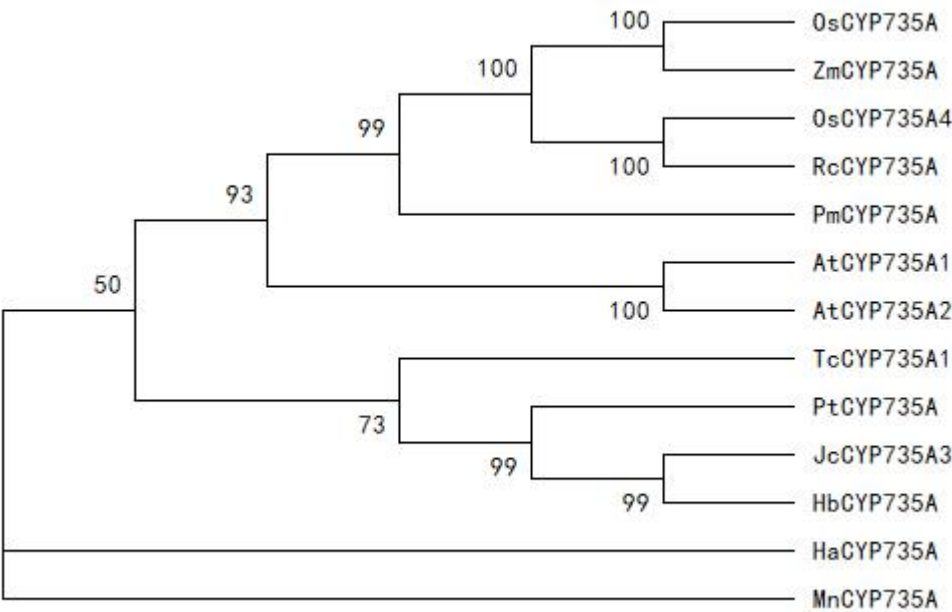 100
OsCYP735A
100
ZmCYP735A
99
OsCYP735A4
100
RcCYP735A
93
PmCYP735A
50
AtCYP735A1
100
AtCYP735A2
TcCYP735A1
73
PtCYP735A
99
JcCYP735A3
99
HbCYP735A
HaCYP735A
MnCYP735A